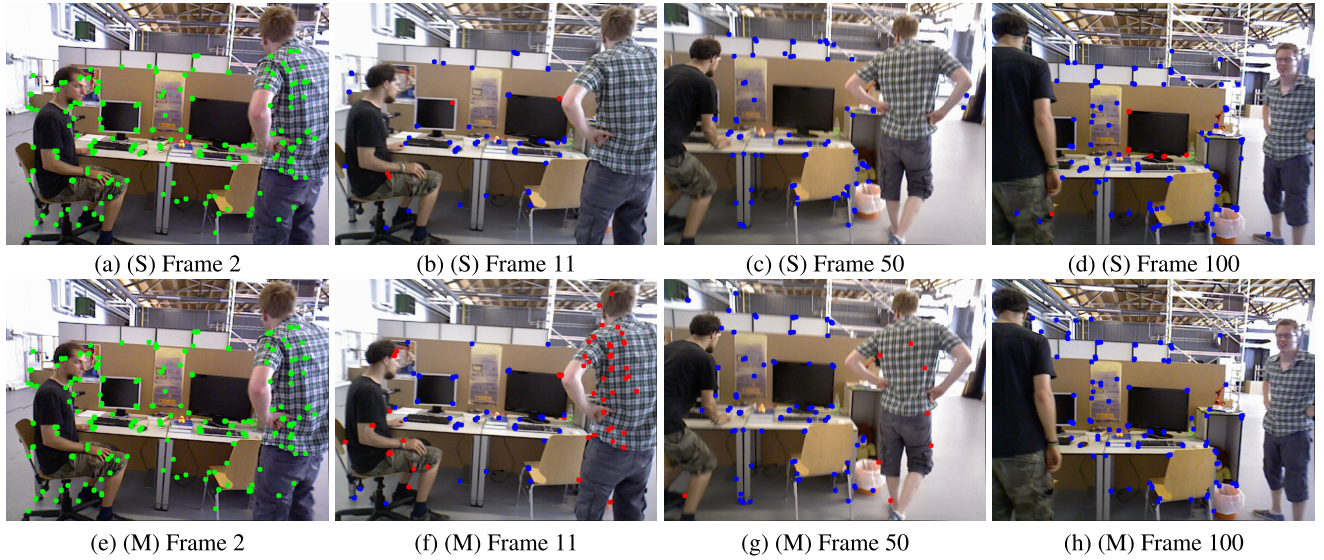 (a) (S) Frame 2
(b) (S) Frame 11
(c) (S) Frame 50
(d) (S) Frame 100
(e) (M) Frame 2
(f) (M) Frame 11
(g) (M) Frame 50
(h) (M) Frame 100